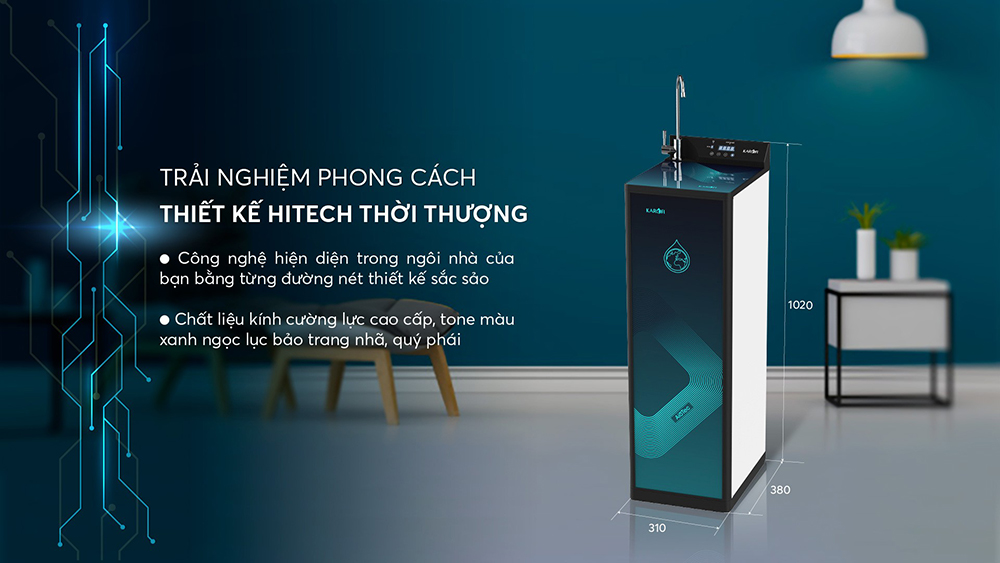 TRẢI NGHIỆM PHONG CÁCH
THIẾT KẾ HITECH THỜI THƯỢNG
● Công nghệ hiện diện trong ngôi nhà của
bạn bằng từng đường nét thiết kế sắc sảo
● Chất liệu kính cường lực cao cấp, tone màu
xanh ngọc lục bảo trang nhã, quý phái
KAROFI
KAROFI
1020
380
310